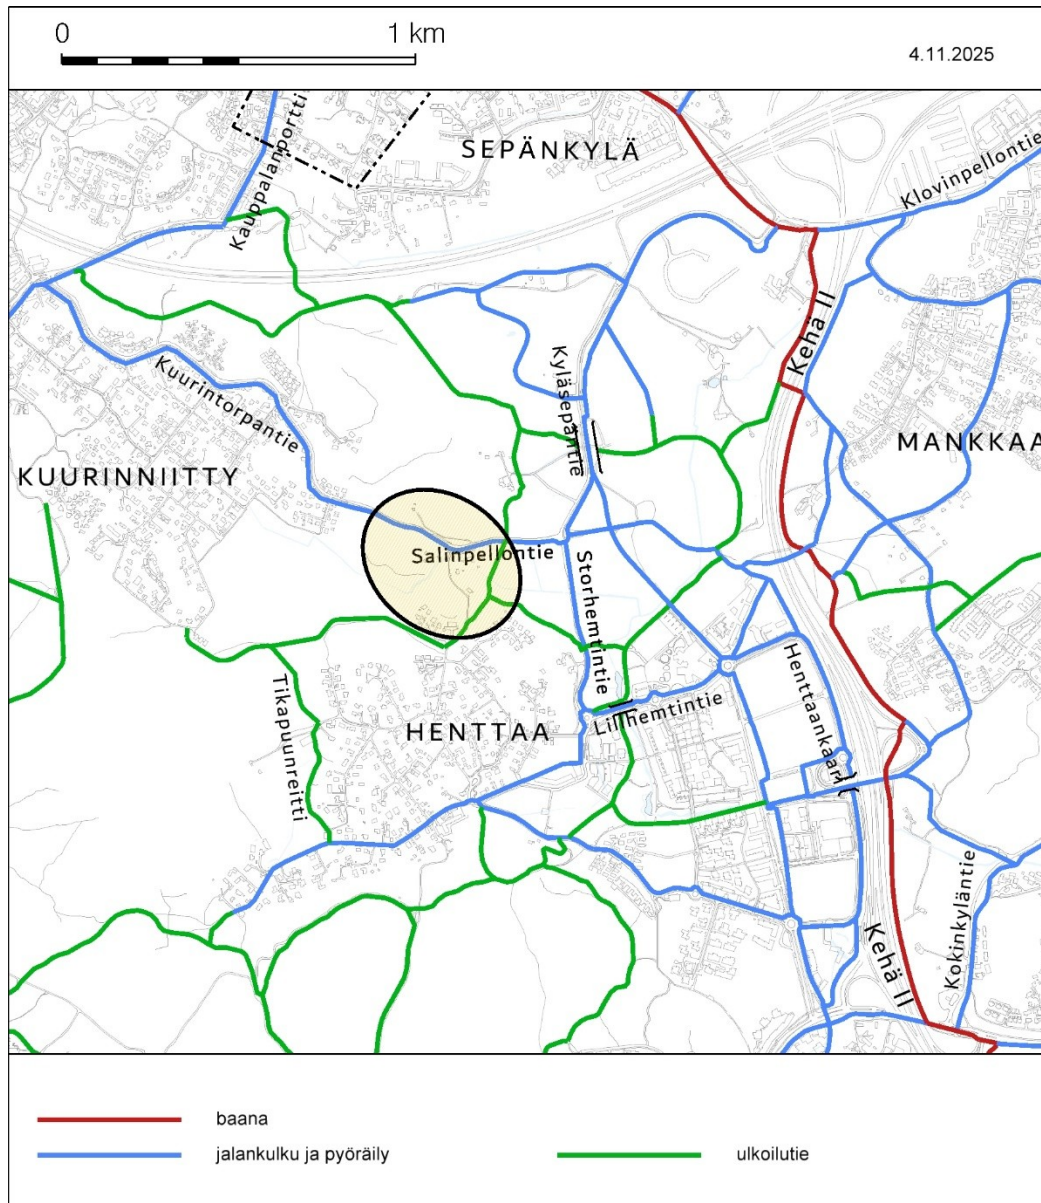 0 1 km
4.11.2025
SEPÄNKYLÄ
Kauppalanportti
Klovinpellontie
Kehä II
Kuurintorpantie
Kyläsepäntie
MANKKAA
KUURINNIITTY
Salinpellontie
Storhemtintie
Henttaankaari
Tikapuunreitti
HENTTAA
Lillhemtintie
Kokinkyläntie
Kehä II
baana
jalankulku ja pyöräily
ulkoilutie